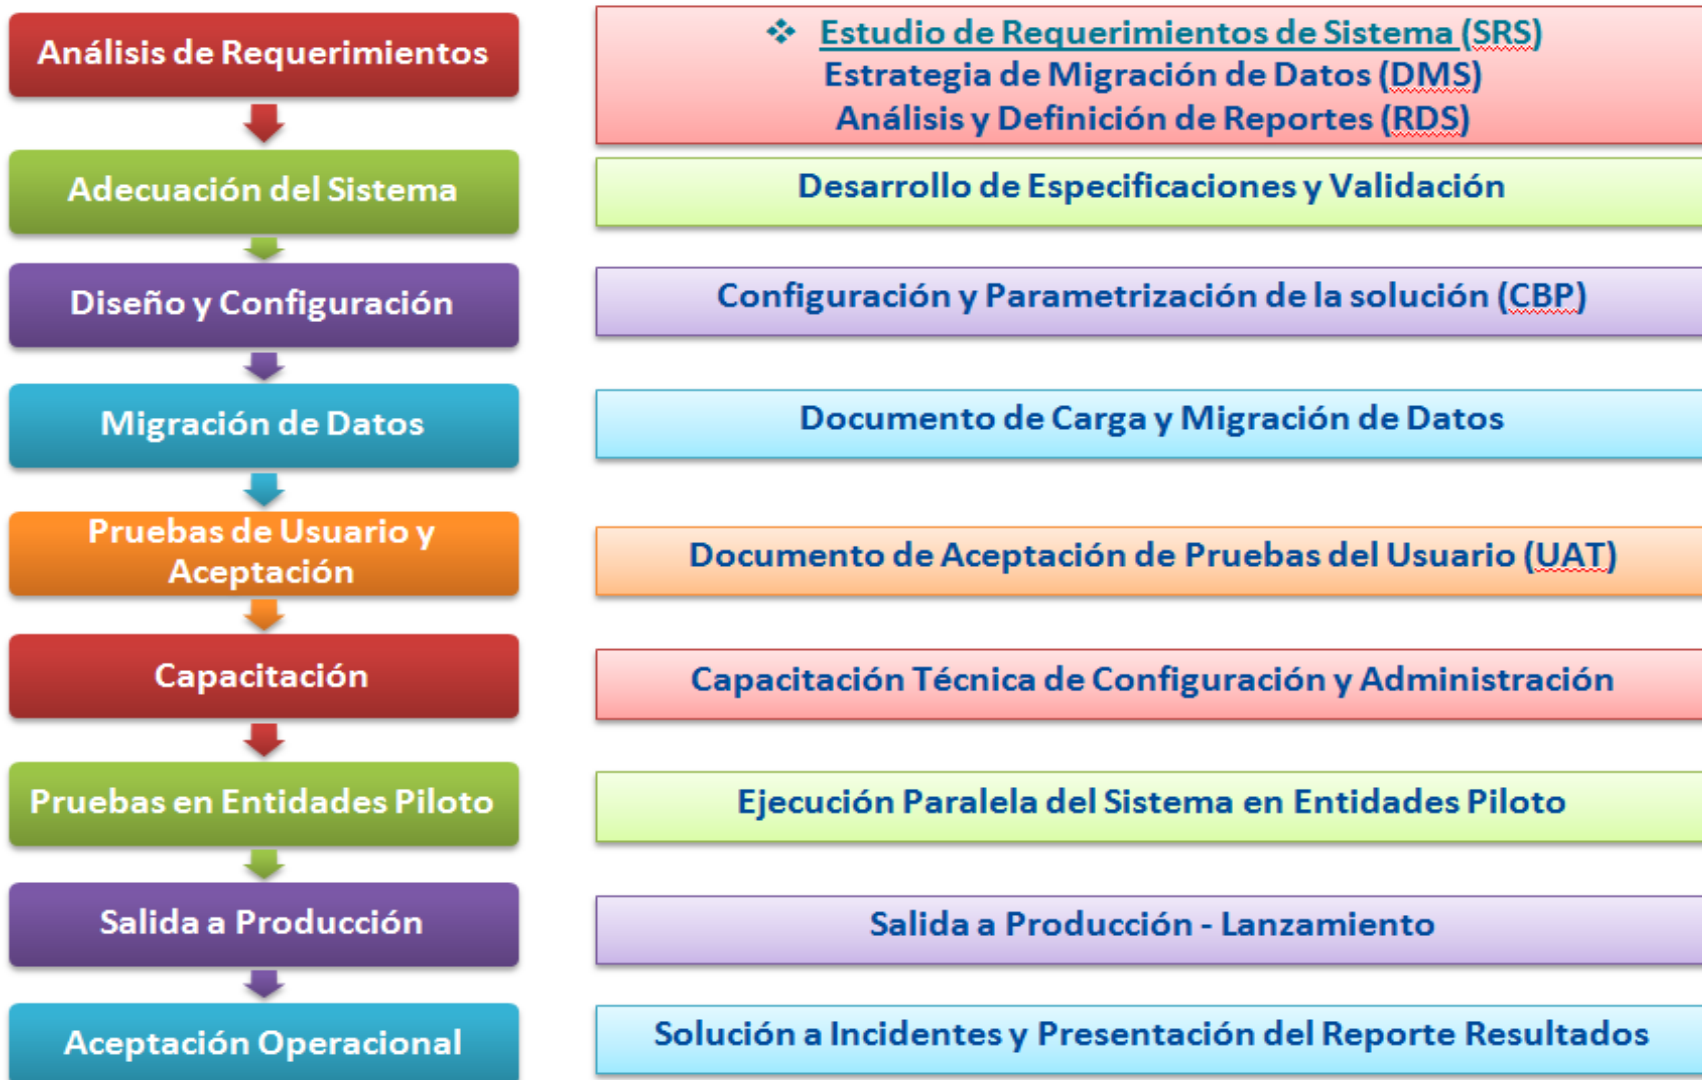 Análisis de Requerimientos
❖ Estudio de Requerimientos de Sistema (SRS)
Estrategia de Migración de Datos (DMS)
Análisis y Definición de Reportes (RDS)
Adecuación del Sistema
Desarrollo de Especificaciones y Validación
Diseño y Configuración
Configuración y Parametrización de la solución (CBP)
Migración de Datos
Documento de Carga y Migración de Datos
Pruebas de Usuario y
Aceptación
Documento de Aceptación de Pruebas del Usuario (UAT)
Capacitación
Capacitación Técnica de Configuración y Administración
Pruebas en Entidades Piloto
Ejecución Paralela del Sistema en Entidades Piloto
Salida a Producción
Salida a Producción - Lanzamiento
Aceptación Operacional
Solución a Incidentes y Presentación del Reporte Resultados